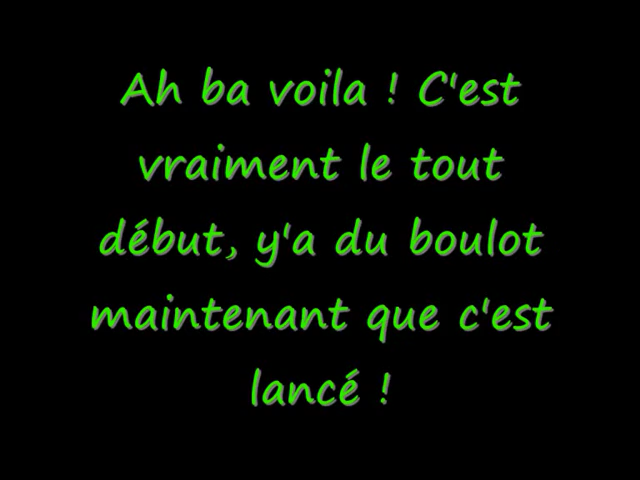 Ah ba voila ! C'est
vraiment le tout
début, y'a du boulot
maintenant que c'est
lancé !